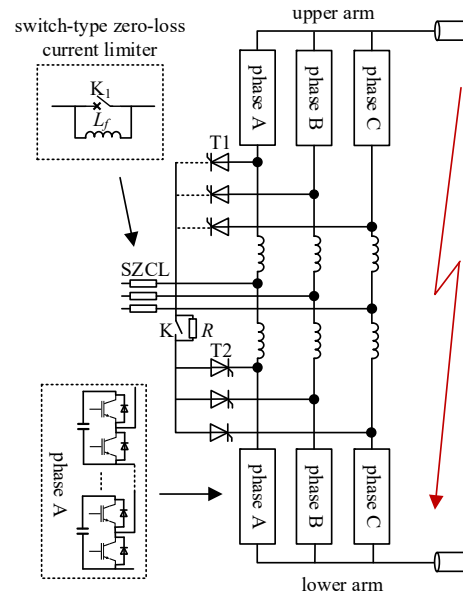 upper arm
switch-type zero-loss
current limiter
K1
Lf
phase A
phase B
phase C
T1
SZCL
K
R
T2
phase A
phase A
phase B
phase C
lower arm